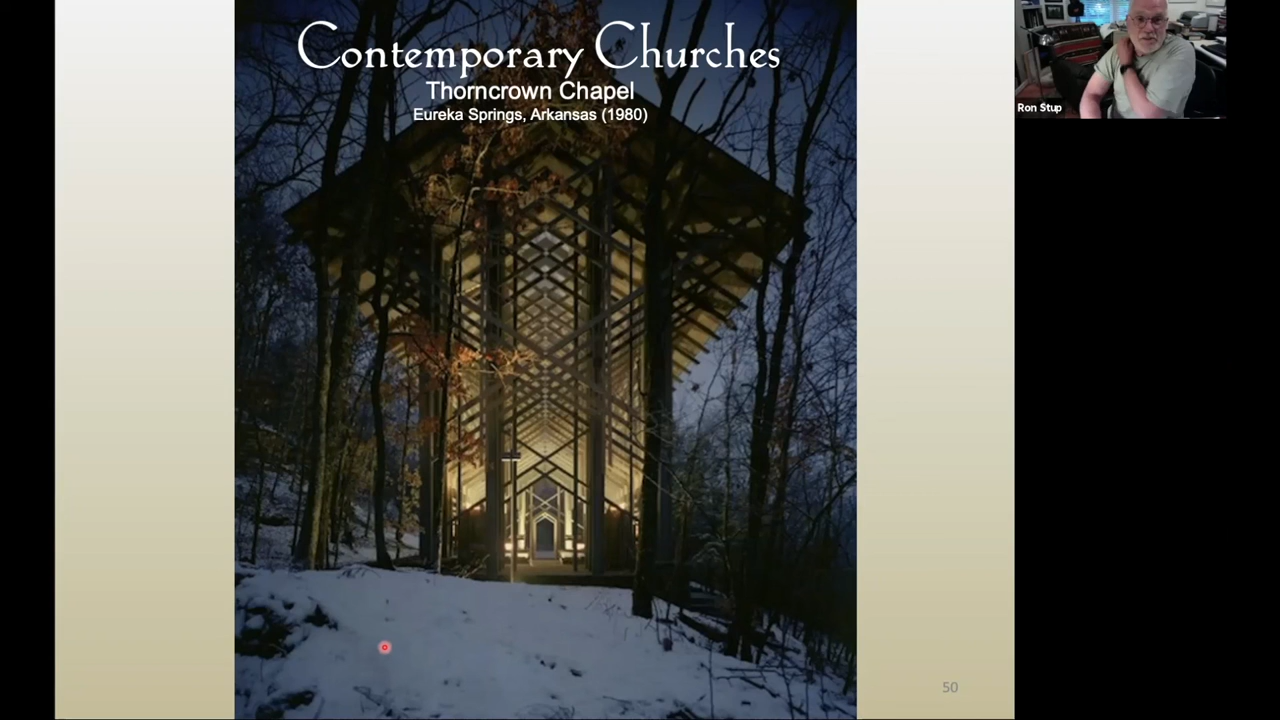 Contemporary Churches
Thorncrown Chapel
Eureka Springs, Arkansas (1980)
Ron Stup
50